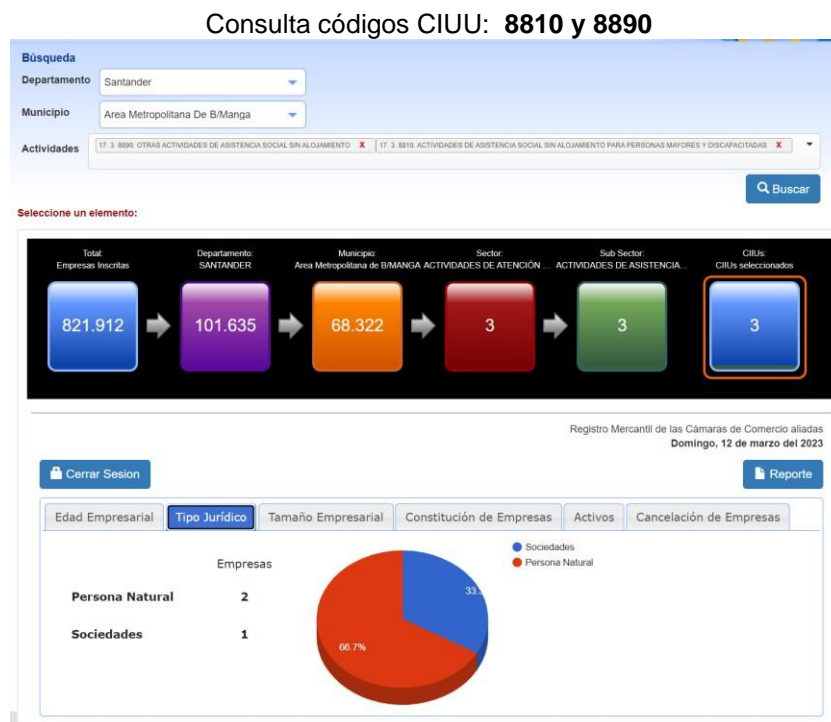 Consulta códigos CIUU: 8810 y 8890
Búsqueda
Departamento Santander
Municipio Area Metropolitana De B/Manga
Actividades 17. 3. 8890. OTRAS ACTIVIDADES DE ASISTENCIA SOCIAL SIN ALOJAMIENTO X 17. 3. 8810. ACTIVIDADES DE ASISTENCIA SOCIAL SIN ALOJAMIENTO PARA PERSONAS MAYORES Y DISCAPACITADAS X
Buscar
Seleccione un elemento:
Total: Departamento: Municipio: Sector: Sub Sector: CIIUs:
Empresas Inscritas SANTANDER Area Metropolitana de B/MANGA ACTIVIDADES DE ATENCIÓN ... ACTIVIDADES DE ASISTENCIA... CIIUs seleccionados
821.912 101.635 68.322 3 3 3
Registro Mercantil de las Cámaras de Comercio aliadas
Domingo, 12 de marzo del 2023
Cerrar Sesion Reporte
Edad Empresarial Tipo Jurídico Tamaño Empresarial Constitución de Empresas Activos Cancelación de Empresas
Sociedades
Persona Natural
Empresas
Persona Natural 2
Sociedades 1
66.7%